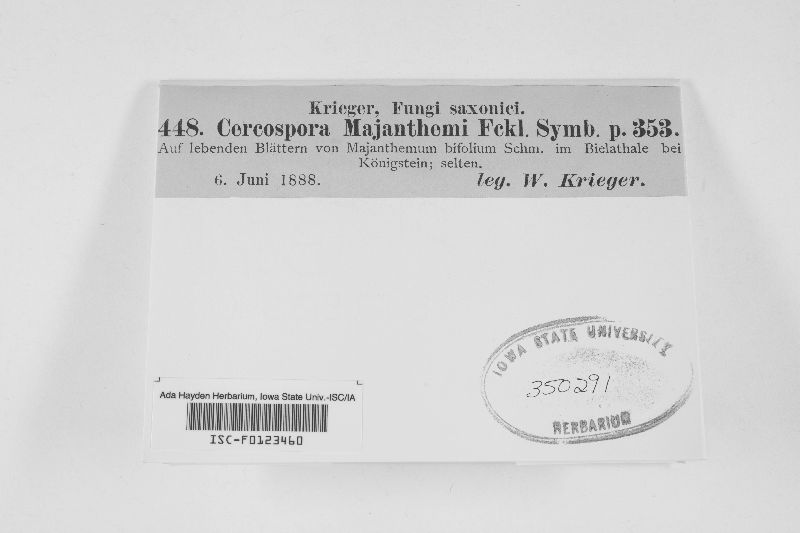 Krieger, Fungi saxonici.
448. Cercospora Majanthemi Fckl. Symb. p. 353.
Auf lebenden Blättern von Majanthemum bifolium Schm. im Bielathale bei
Königstein; selten.
6. Juni 1888. leg. W. Krieger.
IOWA STATE UNIVERSITY
350291
HERBARIUM
Ada Hayden Herbarium, Iowa State Univ.-ISC/IA
ISC-F0123460